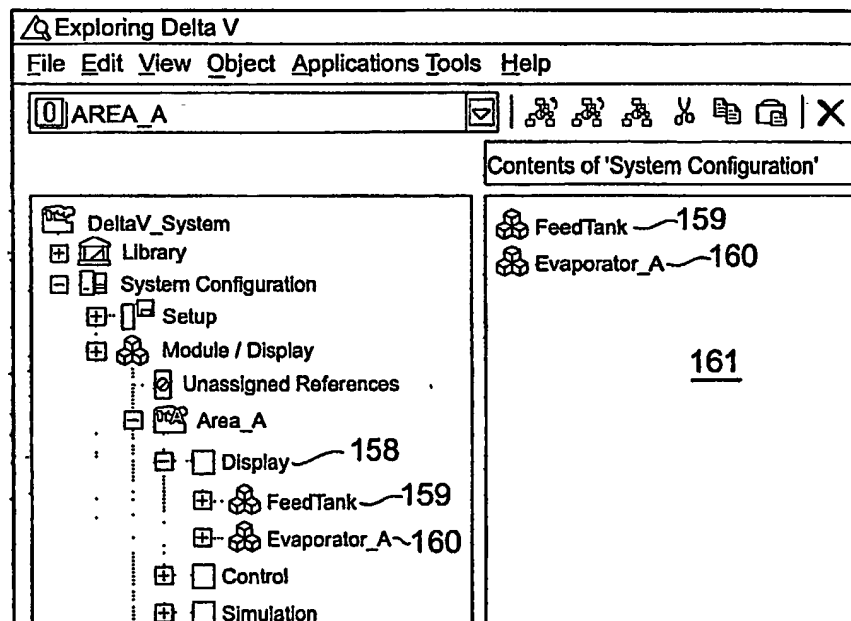 Exploring Delta V
File Edit View Object Applications Tools Help
AREA_A
Contents of 'System Configuration'
DeltaV_System
Library
System Configuration
Setup
Module / Display
Unassigned References
Area_A
Display 158
FeedTank 159
Evaporator_A 160
Control
Simulation
FeedTank 159
Evaporator_A 160
161